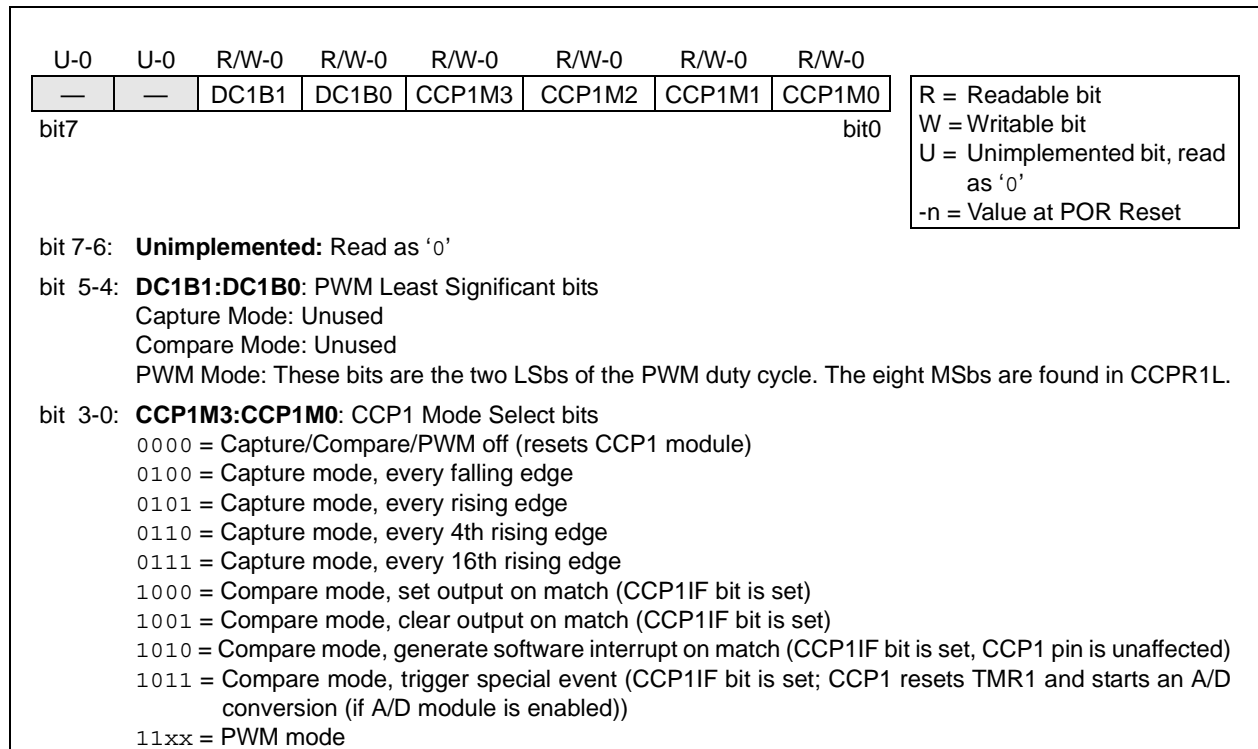 U-0 U-0 R/W-0 R/W-0 R/W-0 R/W-0 R/W-0 R/W-0
— — DC1B1 DC1B0 CCP1M3 CCP1M2 CCP1M1 CCP1M0
bit7 bit0
R = Readable bit
W = Writable bit
U = Unimplemented bit, read
as ‘0’
-n = Value at POR Reset
bit 7-6: Unimplemented: Read as ‘0’
bit 5-4: DC1B1:DC1B0: PWM Least Significant bits
Capture Mode: Unused
Compare Mode: Unused
PWM Mode: These bits are the two LSbs of the PWM duty cycle. The eight MSbs are found in CCPR1L.
bit 3-0: CCP1M3:CCP1M0: CCP1 Mode Select bits
0000 = Capture/Compare/PWM off (resets CCP1 module)
0100 = Capture mode, every falling edge
0101 = Capture mode, every rising edge
0110 = Capture mode, every 4th rising edge
0111 = Capture mode, every 16th rising edge
1000 = Compare mode, set output on match (CCP1IF bit is set)
1001 = Compare mode, clear output on match (CCP1IF bit is set)
1010 = Compare mode, generate software interrupt on match (CCP1IF bit is set, CCP1 pin is unaffected)
1011 = Compare mode, trigger special event (CCP1IF bit is set; CCP1 resets TMR1 and starts an A/D
conversion (if A/D module is enabled))
11xx = PWM mode